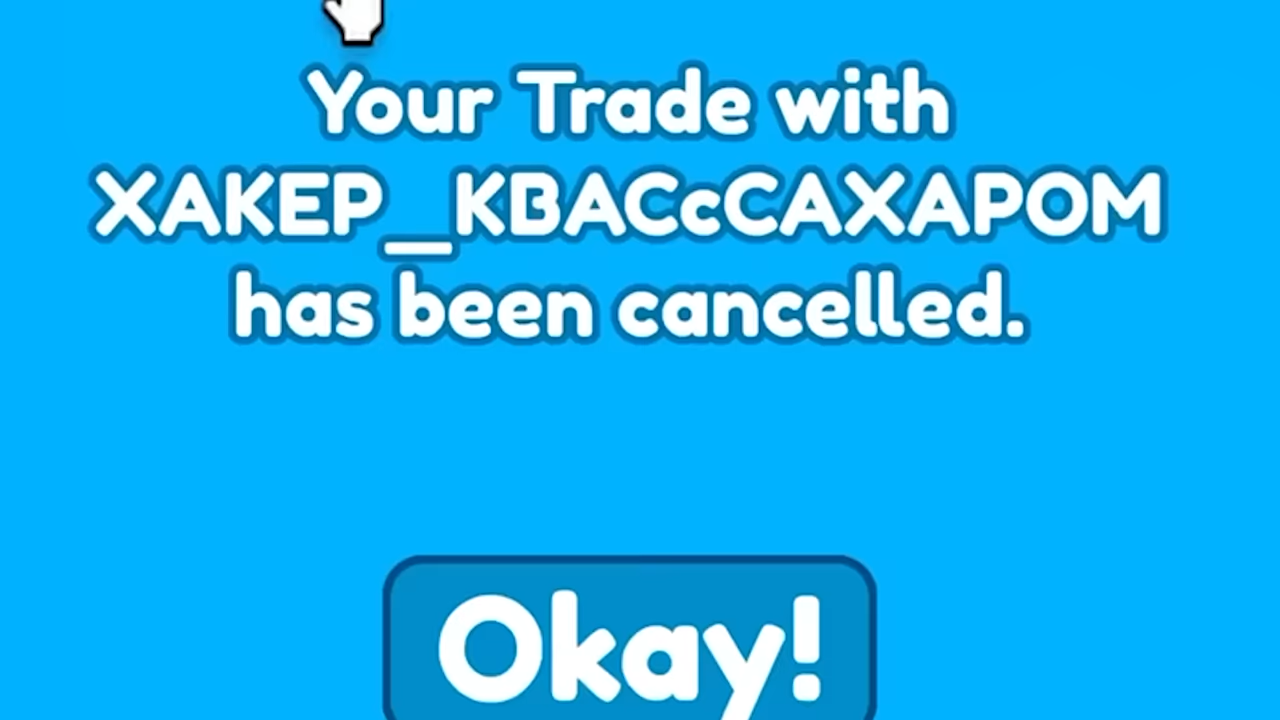 Your Trade with
XAKEP_KBACcCAXAPOM
has been cancelled.
Okay!